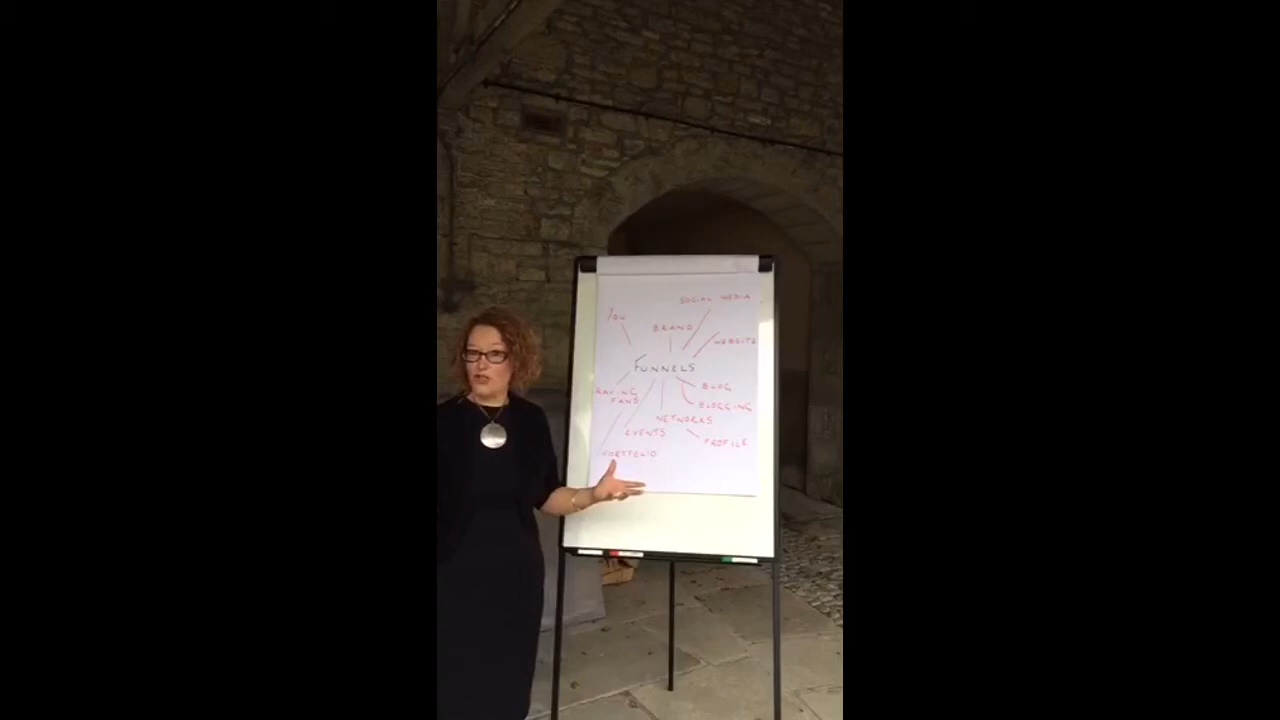 SOCIAL MEDIA
YOU
BRAND
WEBSITE
FUNNELS
BLOG
RAVING
FANS
BLOGGING
NETWORKS
EVENTS
PROFILE
PORTFOLIO